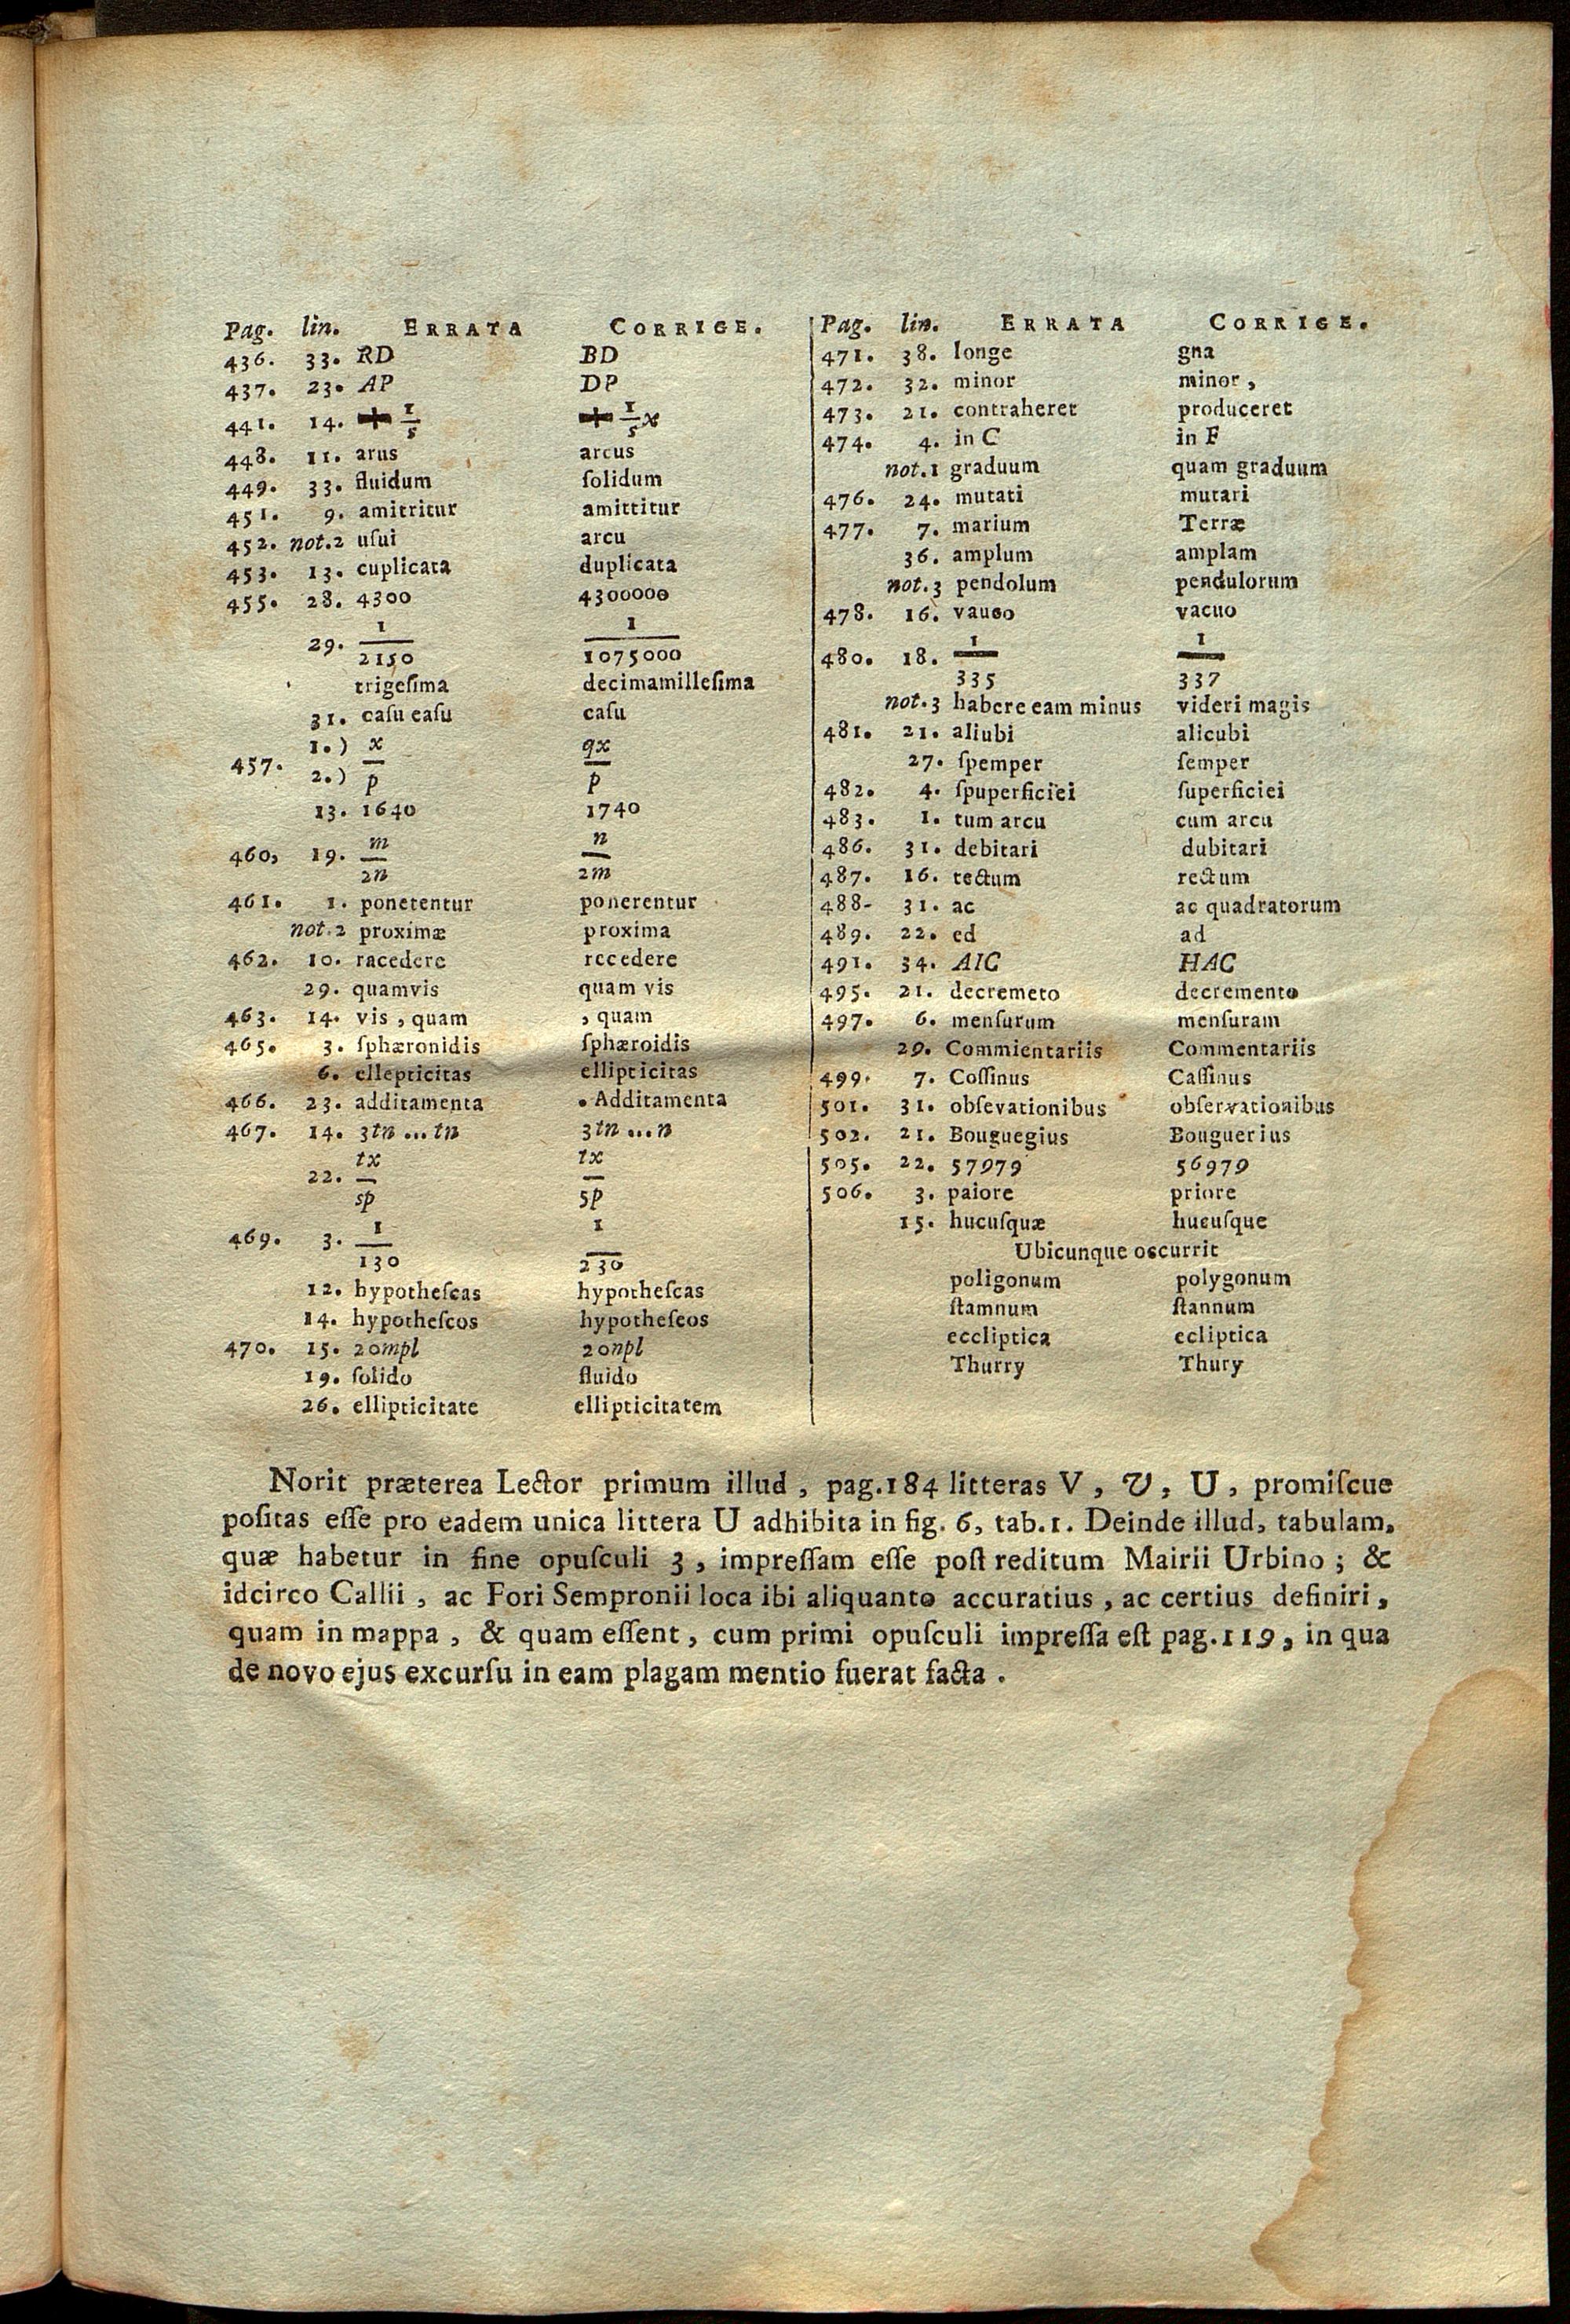 Pag. lin. ERRATA CORRIGE.
436. 33. RD BD
437. 23. AP DP
441. 14. + 1/5 + 1/5 x
448. 11. arus arcus
449. 33. fluidum ſolidum
451. 9. amitritur amittitur
452. not.2 uſui arcu
453. 13. cuplicata duplicata
455. 28. 4300 4300000
29. 1/2150 1/1075000
trigeſima decimamilleſima
31. caſu eaſu caſu
457. 1.) 2.) x/p qx/p
13. 1640 1740
460, 19. m/2n n/2m
461. 1. ponetentur ponerentur
not.2 proximæ proxima
462. 10. racedere recedere
29. quamvis quam vis
463. 14. vis , quam , quam
465. 3. ſphæronidis ſphæroidis
6. ellepticitas ellipticitas
466. 23. additamenta . Additamenta
467. 14. 3tn ... tn 3tn ... n
22. tx/sp tx/5p
469. 3. 1/130 1/230
12. hypotheſcas hypotheſeas
14. hypotheſcos hypotheſeos
470. 15. 20mpl 20npl
19. ſolido fluido
26. ellipticitate ellipticitatem
Pag. lin. ERRATA CORRIGE.
471. 38. longe gna
472. 32. minor minor ,
473. 21. contraheret produceret
474. 4. in C in F
not.1 graduum quam graduum
476. 24. mutati mutari
477. 7. marium Terræ
36. amplum amplam
not.3 pendolum pendulorum
478. 16. vauco vacuo
480. 18. 1/335 1/337
not.3 habere eam minus videri magis
481. 21. aliubi alicubi
27. ſpemper ſemper
482. 4. ſpuperficiei ſuperficiei
483. 1. tum arcu cum arcu
486. 31. debitari dubitari
487. 16. tectum rectum
488- 31. ac ac quadratorum
489. 22. ed ad
491. 34. AIC HAC
495. 21. decremeto decremento
497. 6. menſurum menſuram
29. Commientariis Commentariis
499. 7. Coſſinus Caſſinus
501. 31. obſevationibus obſervationibus
502. 21. Bouguegius Bouguerius
505. 22. 57979 56979
506. 3. paiore priore
15. hucuſquæ hucuſque
Ubicunque occurrit
poligonum polygonum
ſtamnum ſtannum
eccliptica ecliptica
Thurry Thury
Norit præterea Lector primum illud , pag.184 litteras V , V , U , promiſcue
poſitas eſſe pro eadem unica littera U adhibita in fig. 6, tab.1. Deinde illud, tabulam,
quæ habetur in fine opuſculi 3 , impreſſam eſſe poſt reditum Mairii Urbino ; &
idcirco Callii , ac Fori Sempronii loca ibi aliquanto accuratius , ac certius definiri ,
quam in mappa , & quam eſſent , cum primi opuſculi impreſſa eſt pag.119, in qua
de novo ejus excurſu in eam plagam mentio fuerat facta .